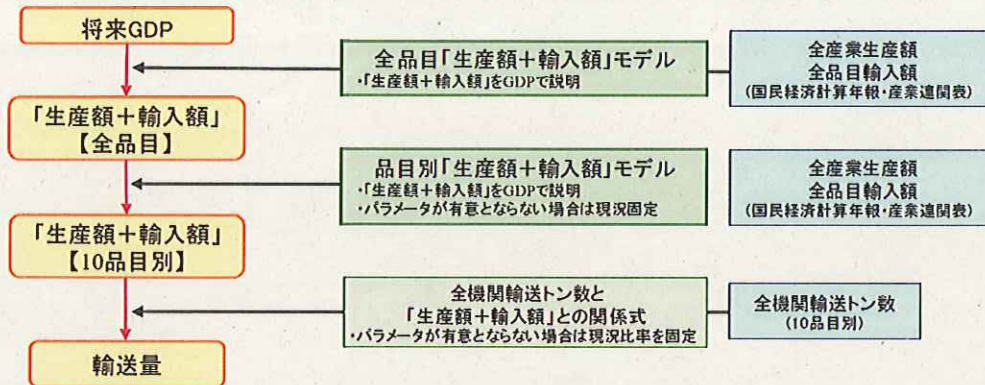 将来GDP
全品目「生産額＋輸入額」モデル
・「生産額＋輸入額」をGDPで説明
全産業生産額
全品目輸入額
(国民経済計算年報・産業連関表)
「生産額＋輸入額」
【全品目】
品目別「生産額＋輸入額」モデル
・「生産額＋輸入額」をGDPで説明
・パラメータが有意とならない場合は現況固定
全産業生産額
全品目輸入額
(国民経済計算年報・産業連関表)
「生産額＋輸入額」
【10品目別】
全機関輸送トン数と
「生産額＋輸入額」との関係式
・パラメータが有意とならない場合は現況比率を固定
全機関輸送トン数
(10品目別)
輸送量